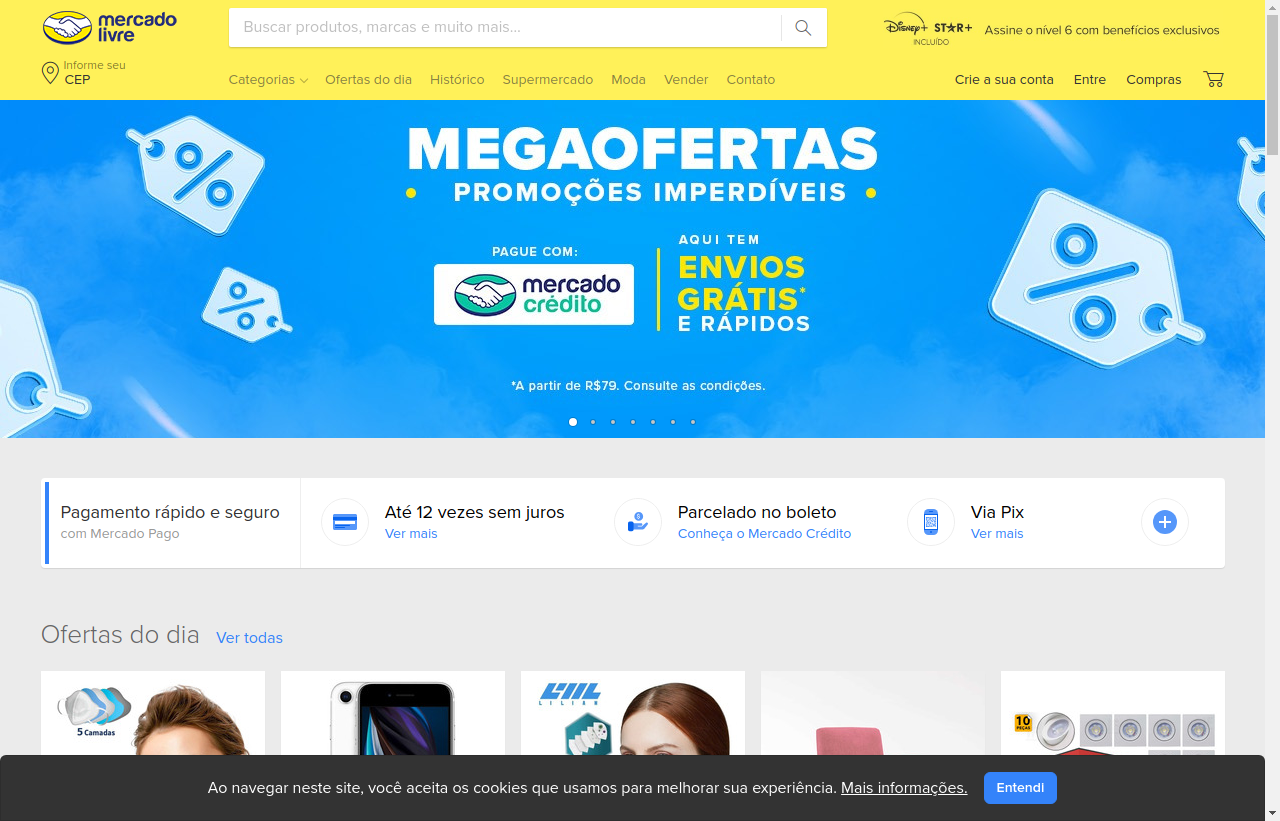 mercado
livre
Buscar produtos, marcas e muito mais...
Disney+ STAR+
INCLUÍDO
Assine o nível 6 com benefícios exclusivos
Informe seu
CEP
Categorias Ofertas do dia Histórico Supermercado Moda Vender Contato
Crie a sua conta Entre Compras
MEGAOFERTAS
PROMOÇÕES IMPERDÍVEIS
PAGUE COM:
mercado
crédito
AQUI TEM
ENVIOS
GRÁTIS*
E RÁPIDOS
*A partir de R$79. Consulte as condições.
Pagamento rápido e seguro
com Mercado Pago
Até 12 vezes sem juros
Ver mais
Parcelado no boleto
Conheça o Mercado Crédito
Via Pix
Ver mais
Ofertas do dia Ver todas
5 Camadas
LILIAN
10
PEÇAS
Ao navegar neste site, você aceita os cookies que usamos para melhorar sua experiência. Mais informações.
Entendi